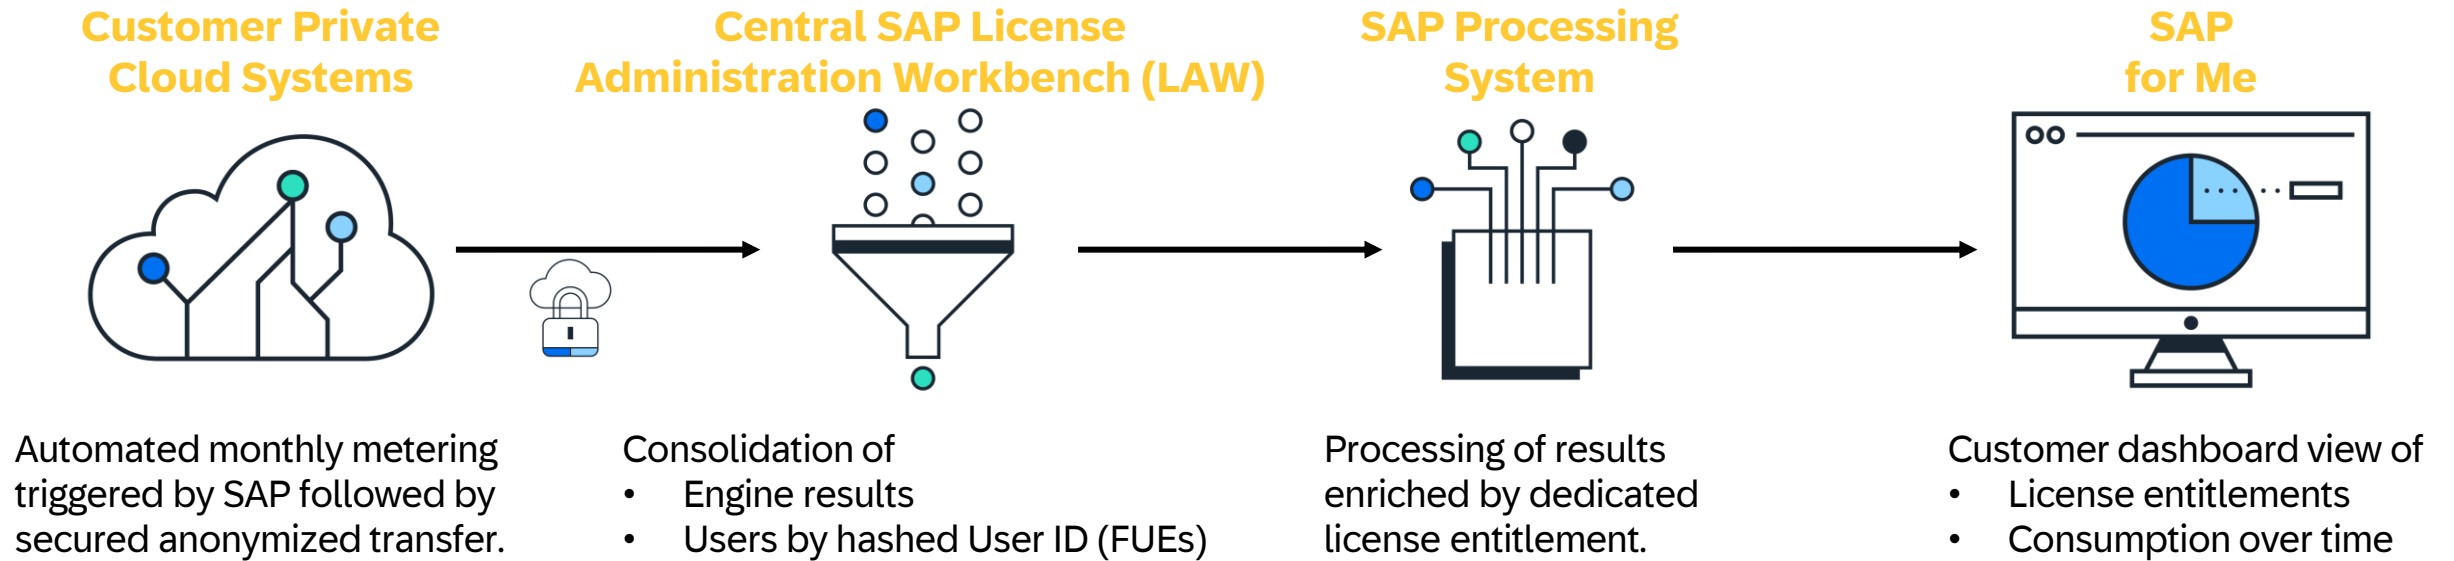 Customer Private
Cloud Systems
Automated monthly metering
triggered by SAP followed by
secured anonymized transfer.
Central SAP License
Administration Workbench (LAW)
Consolidation of
• Engine results
• Users by hashed User ID (FUEs)
SAP Processing
System
Processing of results
enriched by dedicated
license entitlement.
SAP
for Me
Customer dashboard view of
• License entitlements
• Consumption over time